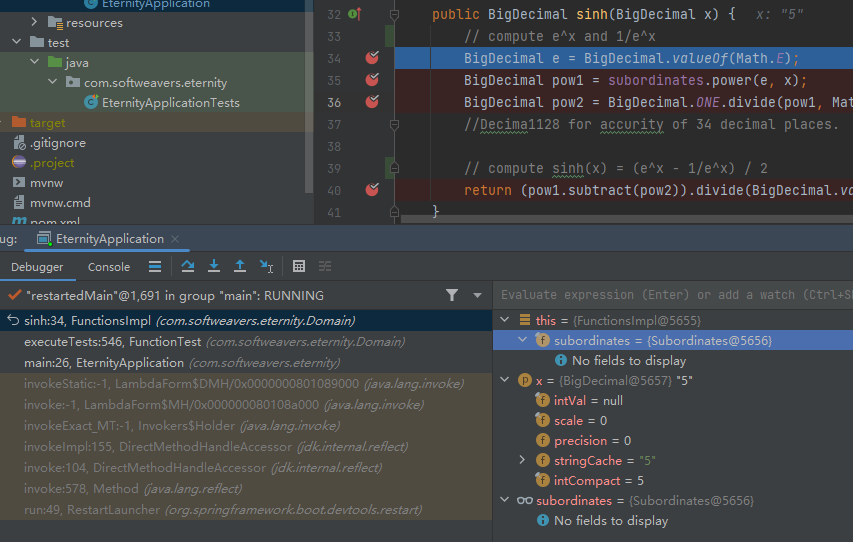 EternityApplication
resources
test
java
com.softweavers.eternity
EternityApplicationTests
target
.gitignore
.project
mvnw
mvnw.cmd
pom.xml
32 public BigDecimal sinh(BigDecimal x) { x: "5"
33 // compute e^x and 1/e^x
34 BigDecimal e = BigDecimal.valueOf(Math.E);
35 BigDecimal pow1 = subordinates.power(e, x);
36 BigDecimal pow2 = BigDecimal.ONE.divide(pow1, Mat
37 //Decima1128 for accurity of 34 decimal places.
38
39 // compute sinh(x) = (e^x - 1/e^x) / 2
40 return (pow1.subtract(pow2)).divide(BigDecimal.va
41 }
ug: EternityApplication
Debugger Console
"restartedMain"@1,691 in group "main": RUNNING
sinh:34, FunctionsImpl (com.softweavers.eternity.Domain)
executeTests:546, FunctionTest (com.softweavers.eternity.Domain)
main:26, EternityApplication (com.softweavers.eternity)
invokeStatic:-1, LambdaForm$DMH/0x0000000801089000 (java.lang.invoke)
invoke:-1, LambdaForm$MH/0x000000080108a000 (java.lang.invoke)
invokeExact_MT:-1, Invokers$Holder (java.lang.invoke)
invokeImpl:155, DirectMethodHandleAccessor (jdk.internal.reflect)
invoke:104, DirectMethodHandleAccessor (jdk.internal.reflect)
invoke:578, Method (java.lang.reflect)
run:49, RestartLauncher (org.springframework.boot.devtools.restart)
Evaluate expression (Enter) or add a watch (Ctrl+S
this = {FunctionsImpl@5655}
subordinates = {Subordinates@5656}
No fields to display
x = {BigDecimal@5657} "5"
intVal = null
scale = 0
precision = 0
stringCache = "5"
intCompact = 5
subordinates = {Subordinates@5656}
No fields to display